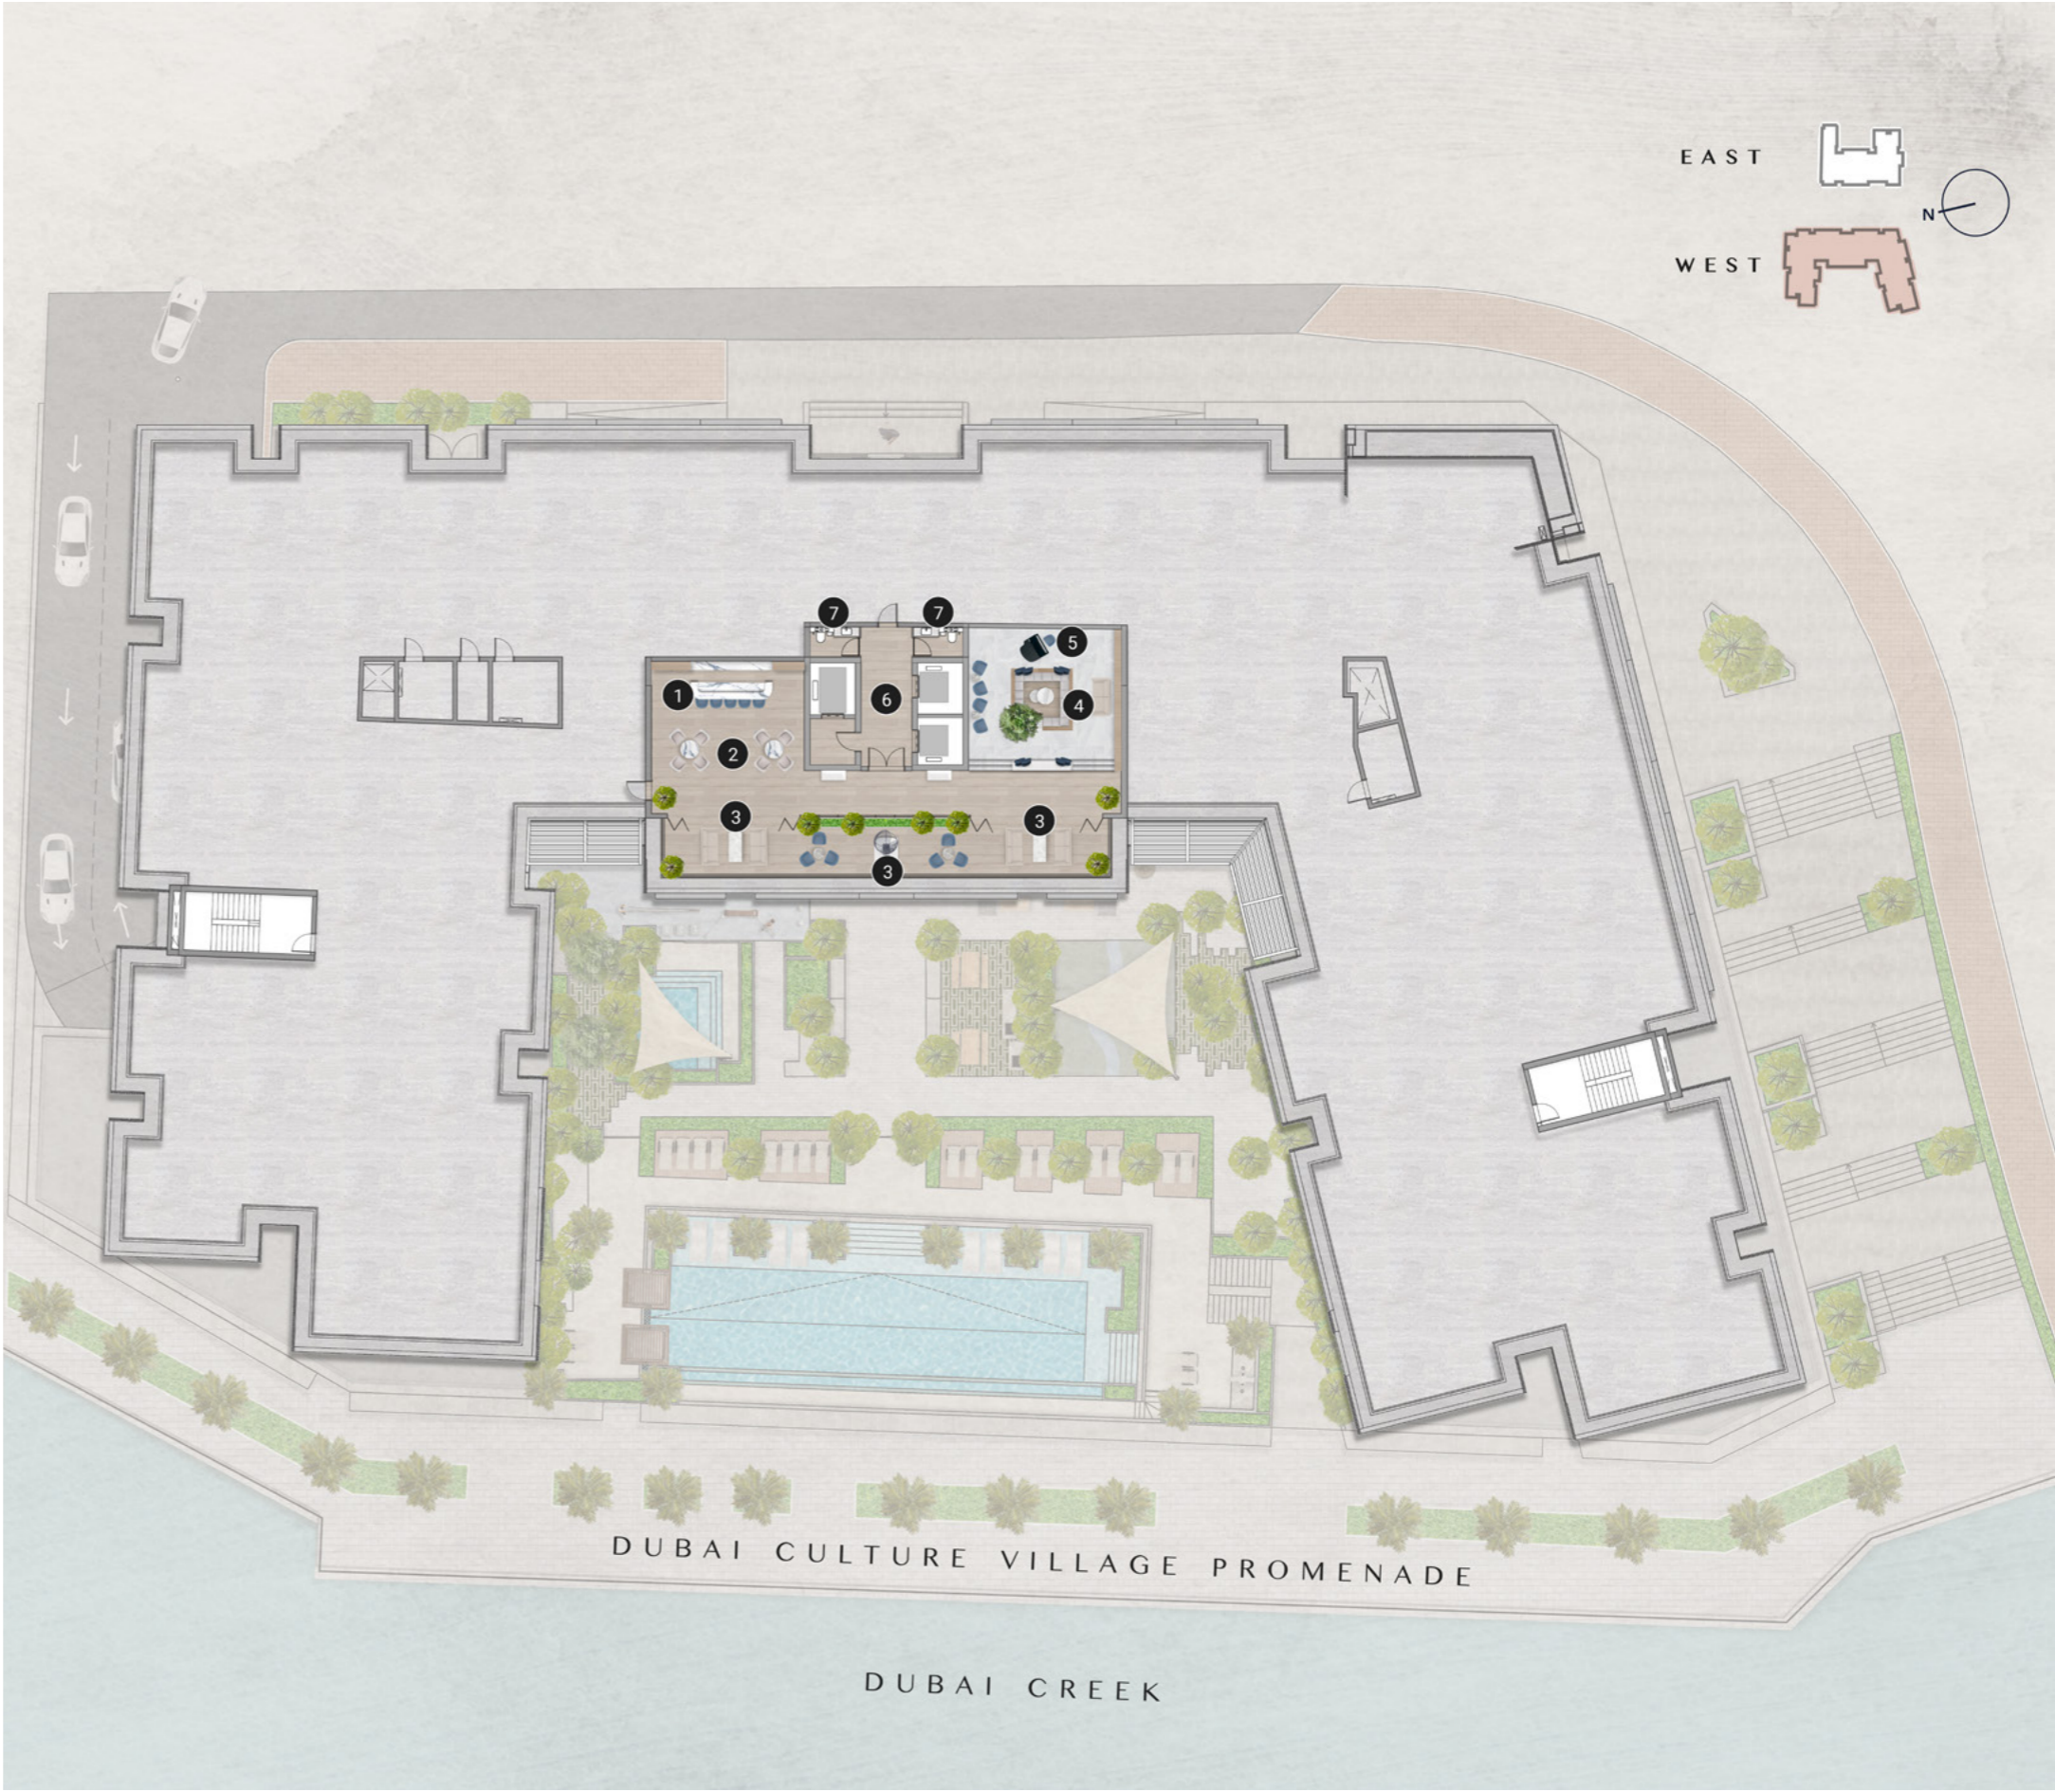 EAST
N
WEST
7 7
5
1 6 4
2
3 3
3
DUBAI CULTURE VILLAGE PROMENADE
DUBAI CREEK